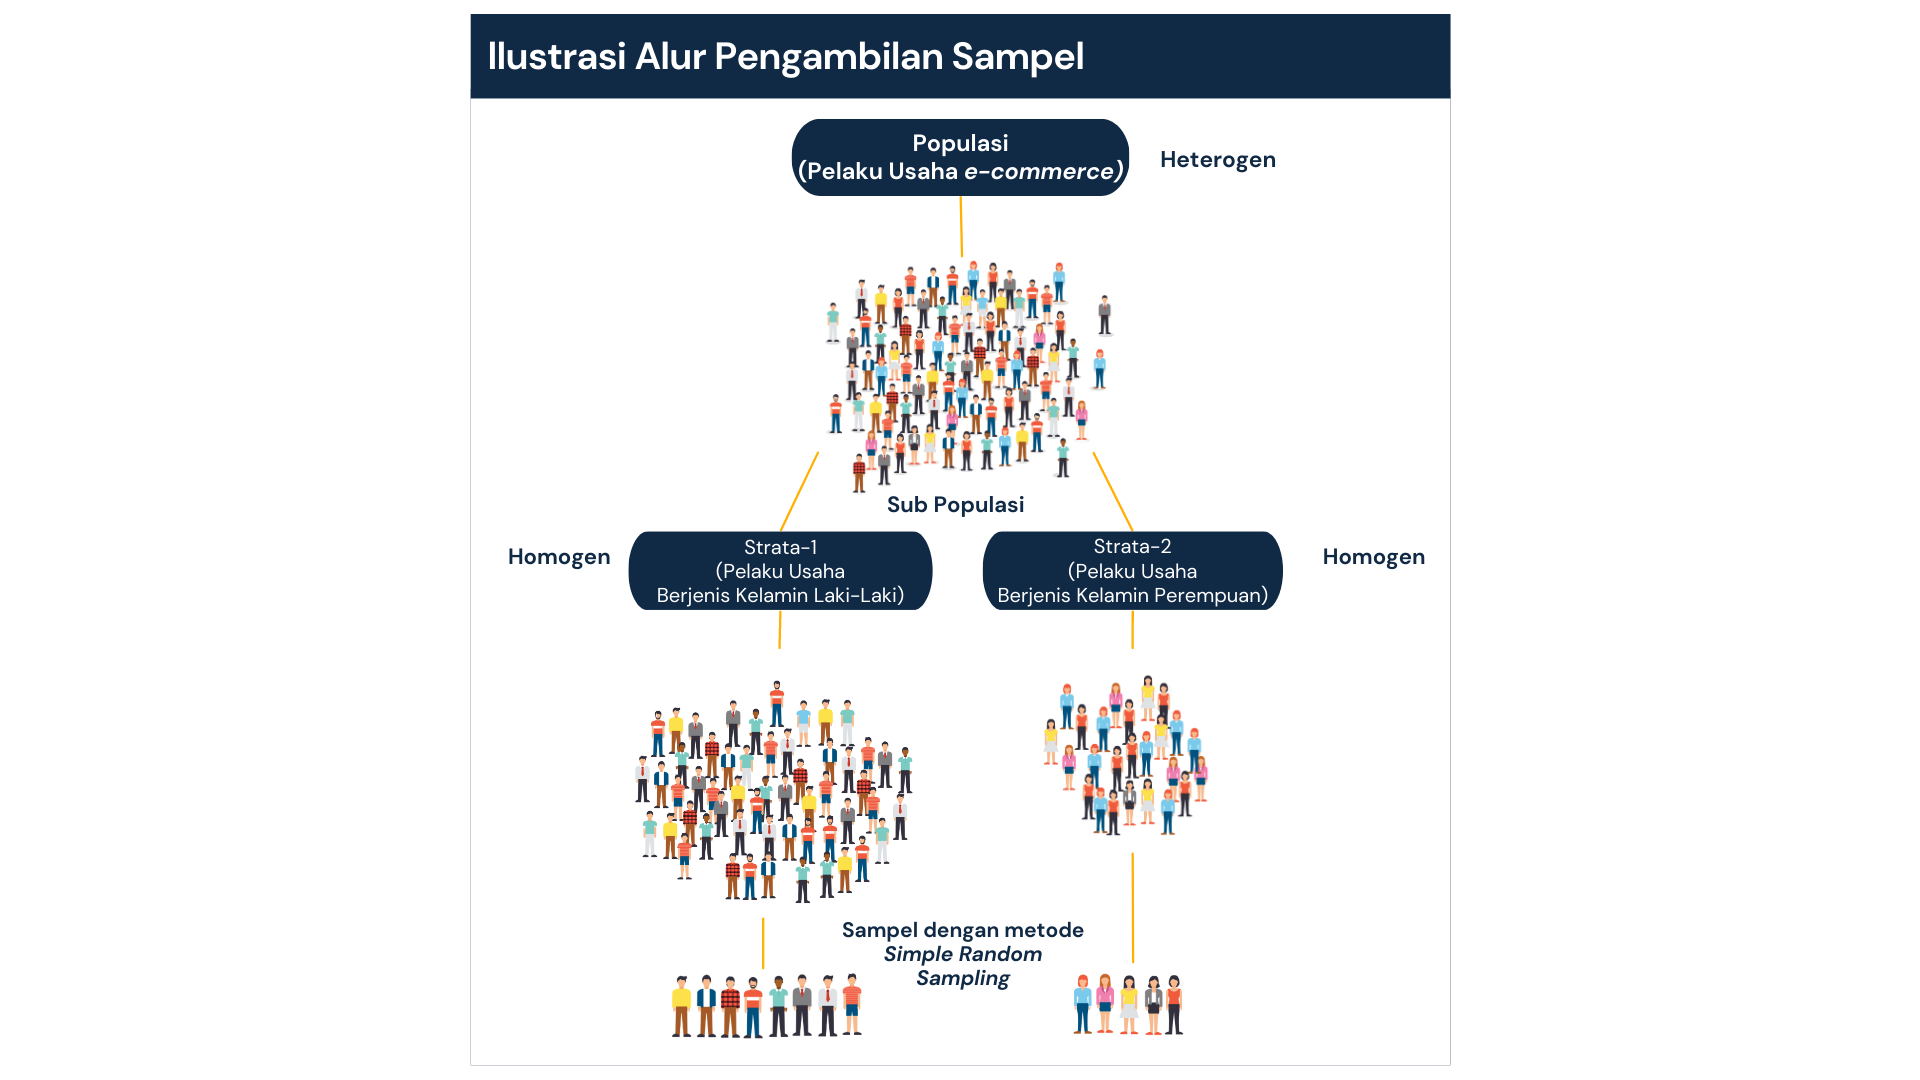 Ilustrasi Alur Pengambilan Sampel
Populasi
(Pelaku Usaha e-commerce)
Heterogen
Sub Populasi
Homogen
Strata-1
(Pelaku Usaha
Berjenis Kelamin Laki-Laki)
Strata-2
(Pelaku Usaha
Berjenis Kelamin Perempuan)
Homogen
Sampel dengan metode
Simple Random
Sampling